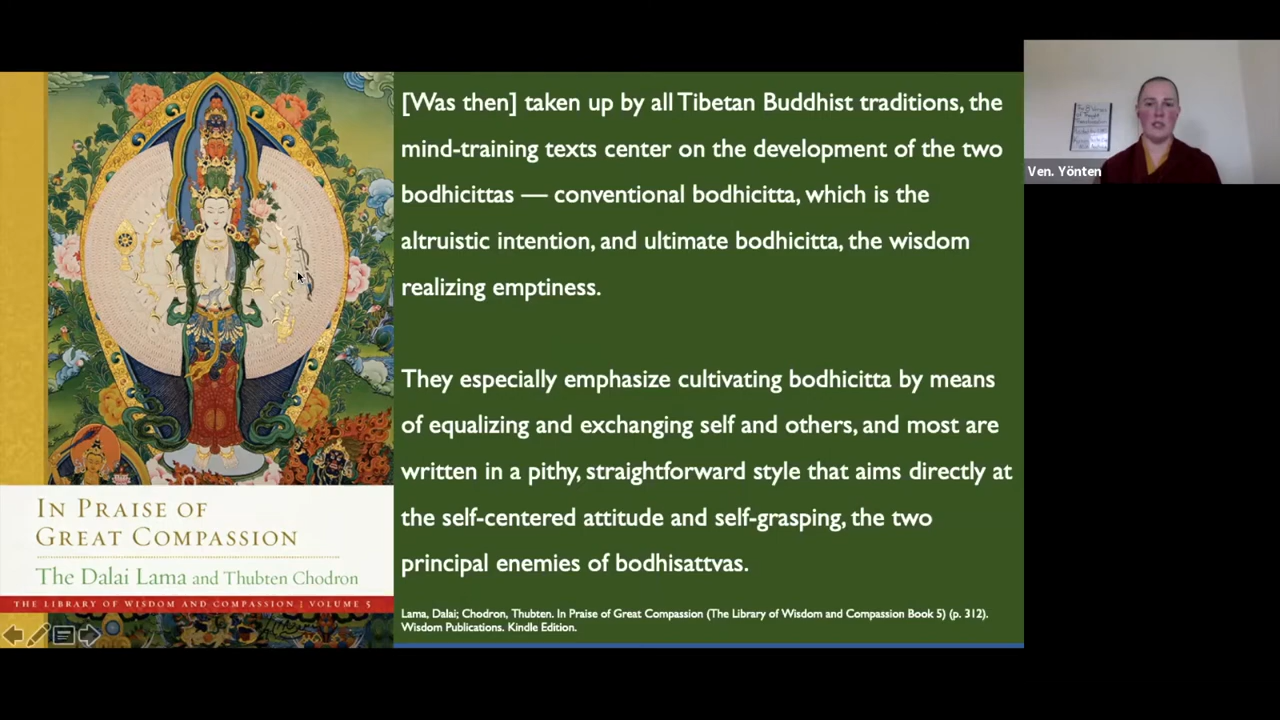 [Was then] taken up by all Tibetan Buddhist traditions, the
mind-training texts center on the development of the two
bodhicittas — conventional bodhicitta, which is the
altruistic intention, and ultimate bodhicitta, the wisdom
realizing emptiness.
They especially emphasize cultivating bodhicitta by means
of equalizing and exchanging self and others, and most are
written in a pithy, straightforward style that aims directly at
the self-centered attitude and self-grasping, the two
principal enemies of bodhisattvas.
Lama, Dalai; Chodron, Thubten. In Praise of Great Compassion (The Library of Wisdom and Compassion Book 5) (p. 312).
Wisdom Publications. Kindle Edition.
In Praise of
Great Compassion
The Dalai Lama and Thubten Chodron
THE LIBRARY OF WISDOM AND COMPASSION | VOLUME 5
Ven. Yönten